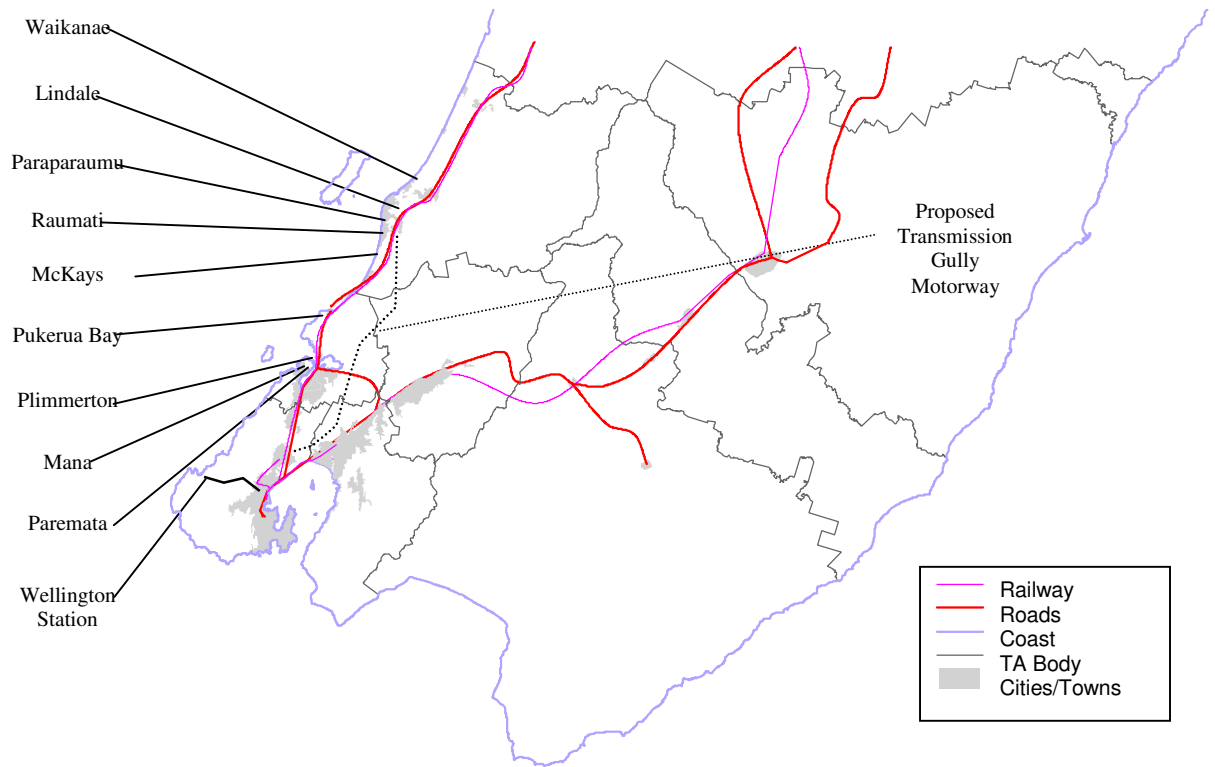 Waikanae
Lindale
Paraparaumu
Raumati
McKays
Pukerua Bay
Plimmerton
Mana
Paremata
Wellington
Station
Proposed
Transmission
Gully
Motorway
Railway
Roads
Coast
TA Body
Cities/Towns